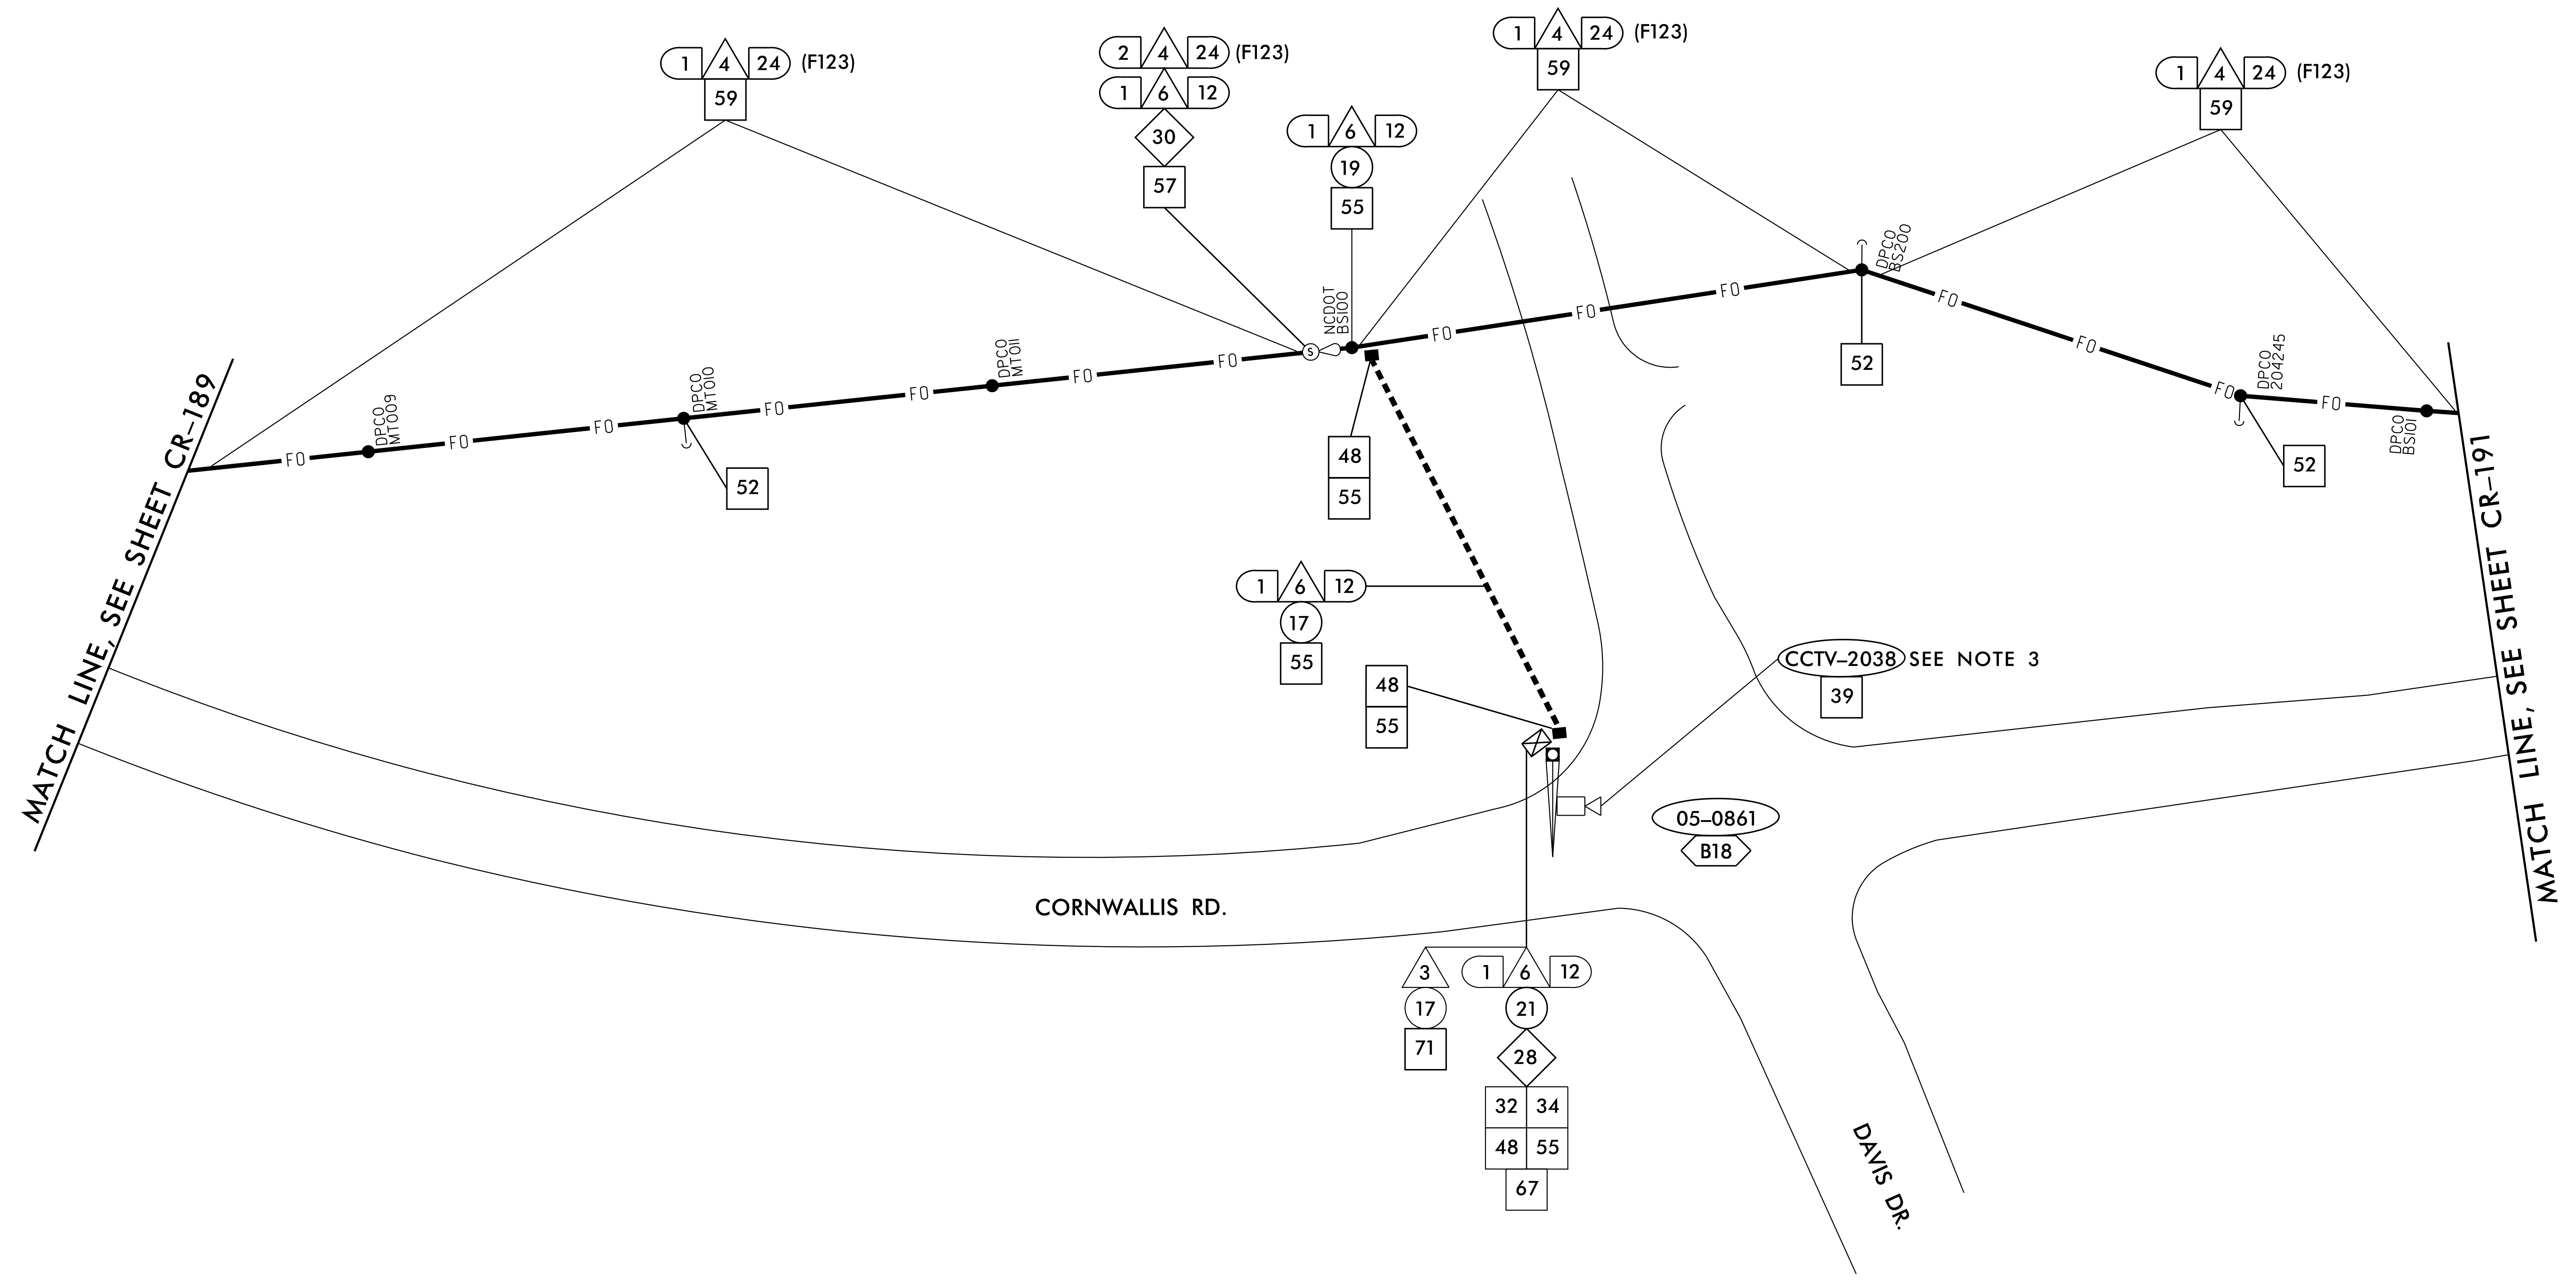 1 4 24 (F123)
59
2 4 24 (F123)
1 6 12
30
57
1 6 12
19
55
1 4 24 (F123)
59
1 4 24 (F123)
59
MATCH LINE, SEE SHEET CR-189
FO
DPCO
MT009
FO
FO
DPCO
MT010
52
FO
FO
DPCO
MT011
FO
FO
S
NCDOT
BS100
FO
FO
FO
DPCO
BS200
52
FO
FO
FO
DPCO
204245
52
FO
DPCO
BS101
MATCH LINE, SEE SHEET CR-191
48
55
1 6 12
17
55
48
55
CCTV-2038 SEE NOTE 3
39
05-0861
B18
CORNWALLIS RD.
3
17
71
1 6 12
21
28
32 34
48 55
67
DAVIS DR.